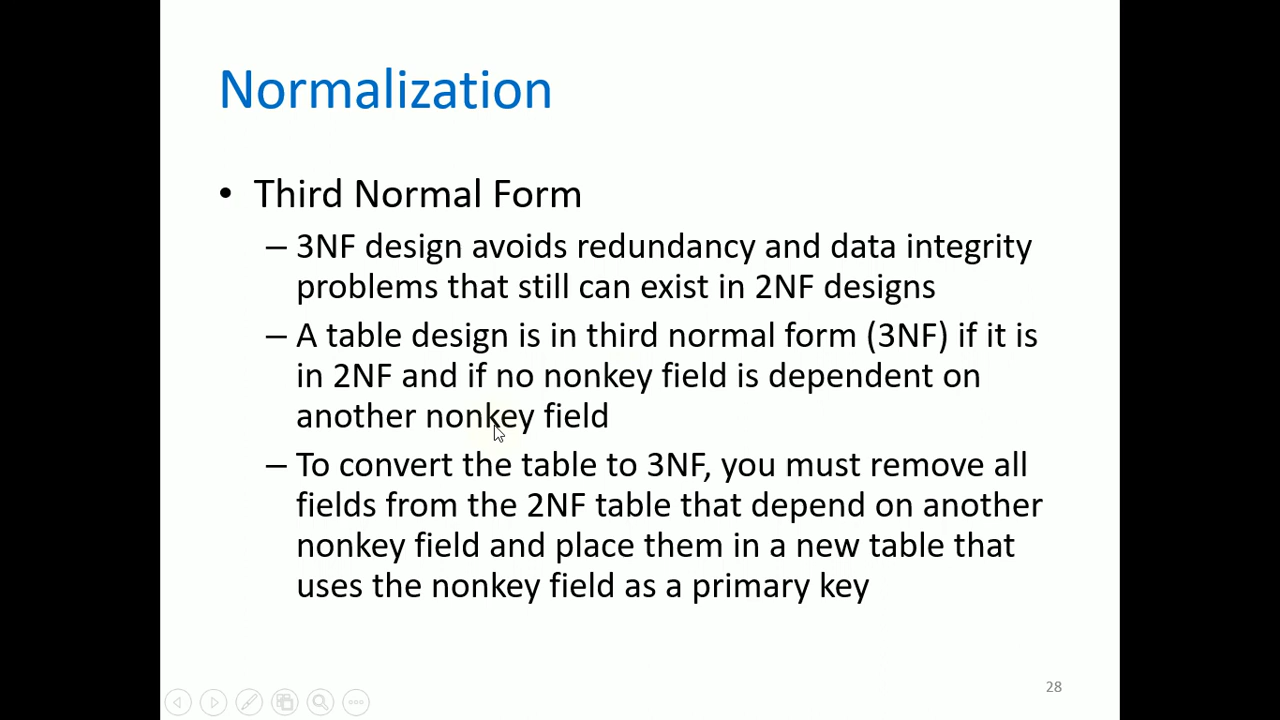 Normalization
• Third Normal Form
– 3NF design avoids redundancy and data integrity
problems that still can exist in 2NF designs
– A table design is in third normal form (3NF) if it is
in 2NF and if no nonkey field is dependent on
another nonkey field
– To convert the table to 3NF, you must remove all
fields from the 2NF table that depend on another
nonkey field and place them in a new table that
uses the nonkey field as a primary key
28